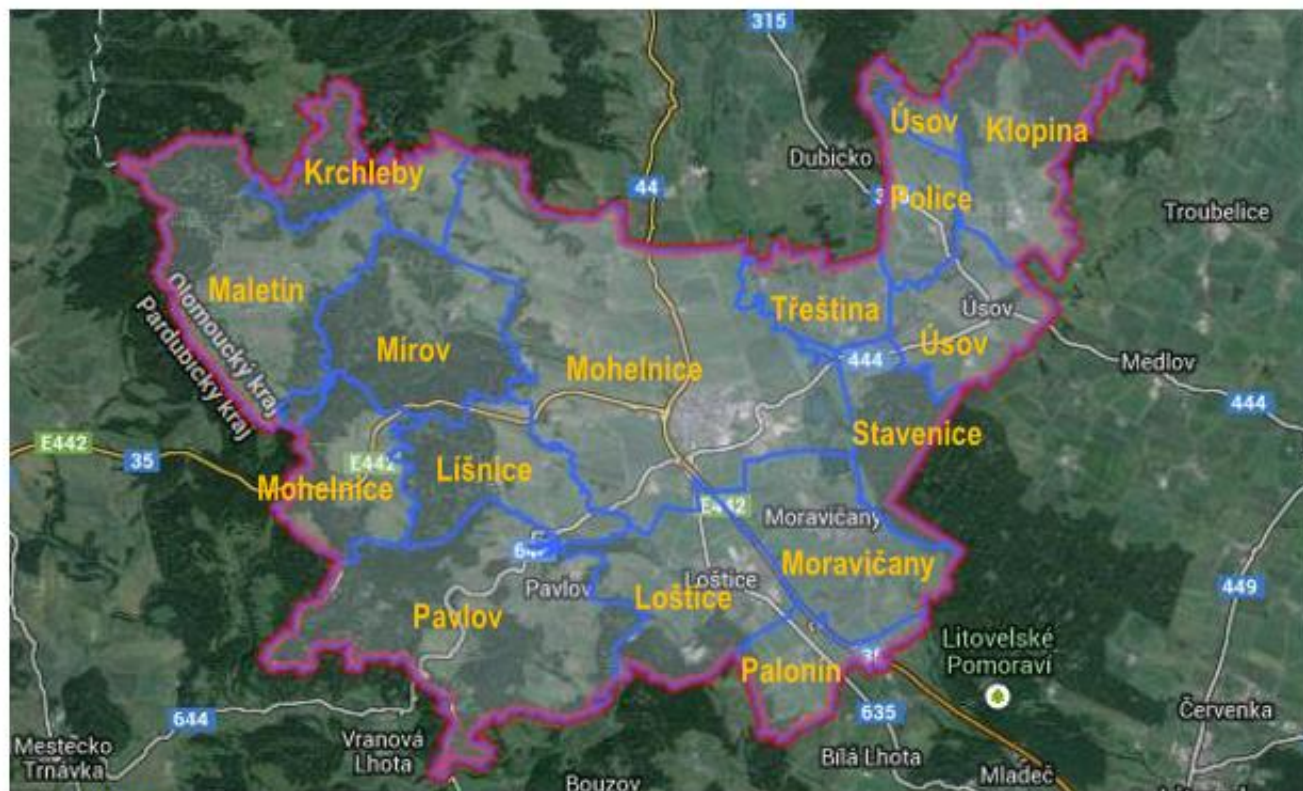 315
Úsov
Klopina
Dubicko
Krchleby
44
Police
Troubelice
Maletín
Olomoucký kraj
Pardubický kraj
Třeština
Úsov
Mírov
Mohelnice
444
Úsov
Medlov
444
E442
35
Mohelnice
E442
Líšnice
Stavenice
E442
Moravičany
Pavlov
Loštice
Moravičany
449
Pavlov
Loštice
Litovelské
Pomoraví
Palonín
644
635
Červenka
Městečko
Trnávka
Vranová
Lhota
Bílá Lhota
Mladeč
Bouzov